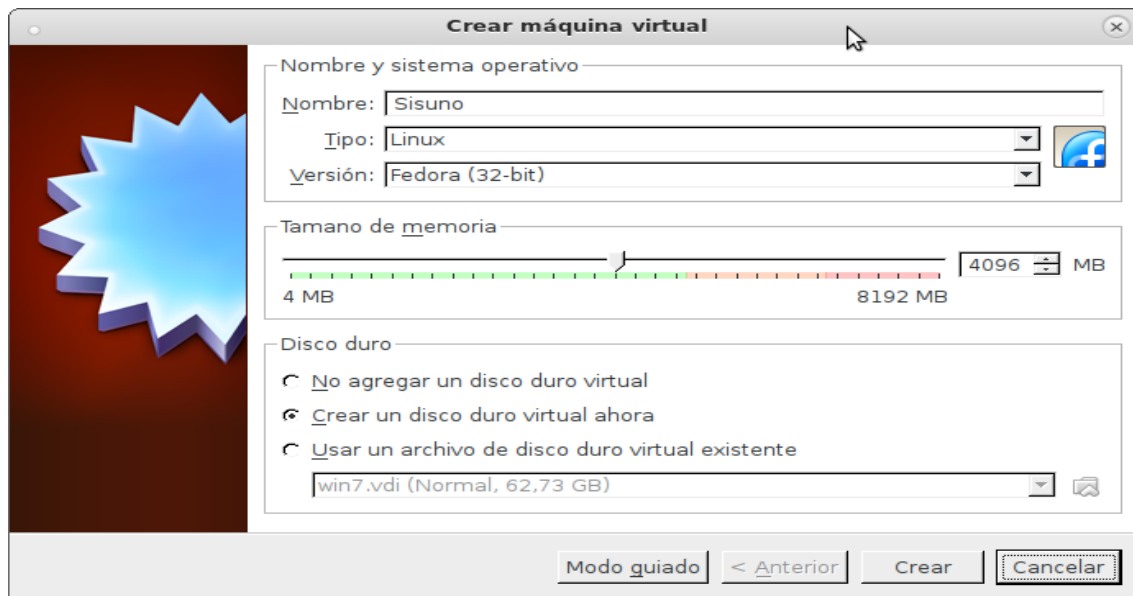 Crear máquina virtual
Nombre y sistema operativo
Nombre: Sisuno
Tipo: Linux
Versión: Fedora (32-bit)
Tamano de memoria
4096 MB
4 MB 8192 MB
Disco duro
No agregar un disco duro virtual
Crear un disco duro virtual ahora
Usar un archivo de disco duro virtual existente
win7.vdi (Normal, 62,73 GB)
Modo guiado < Anterior Crear Cancelar